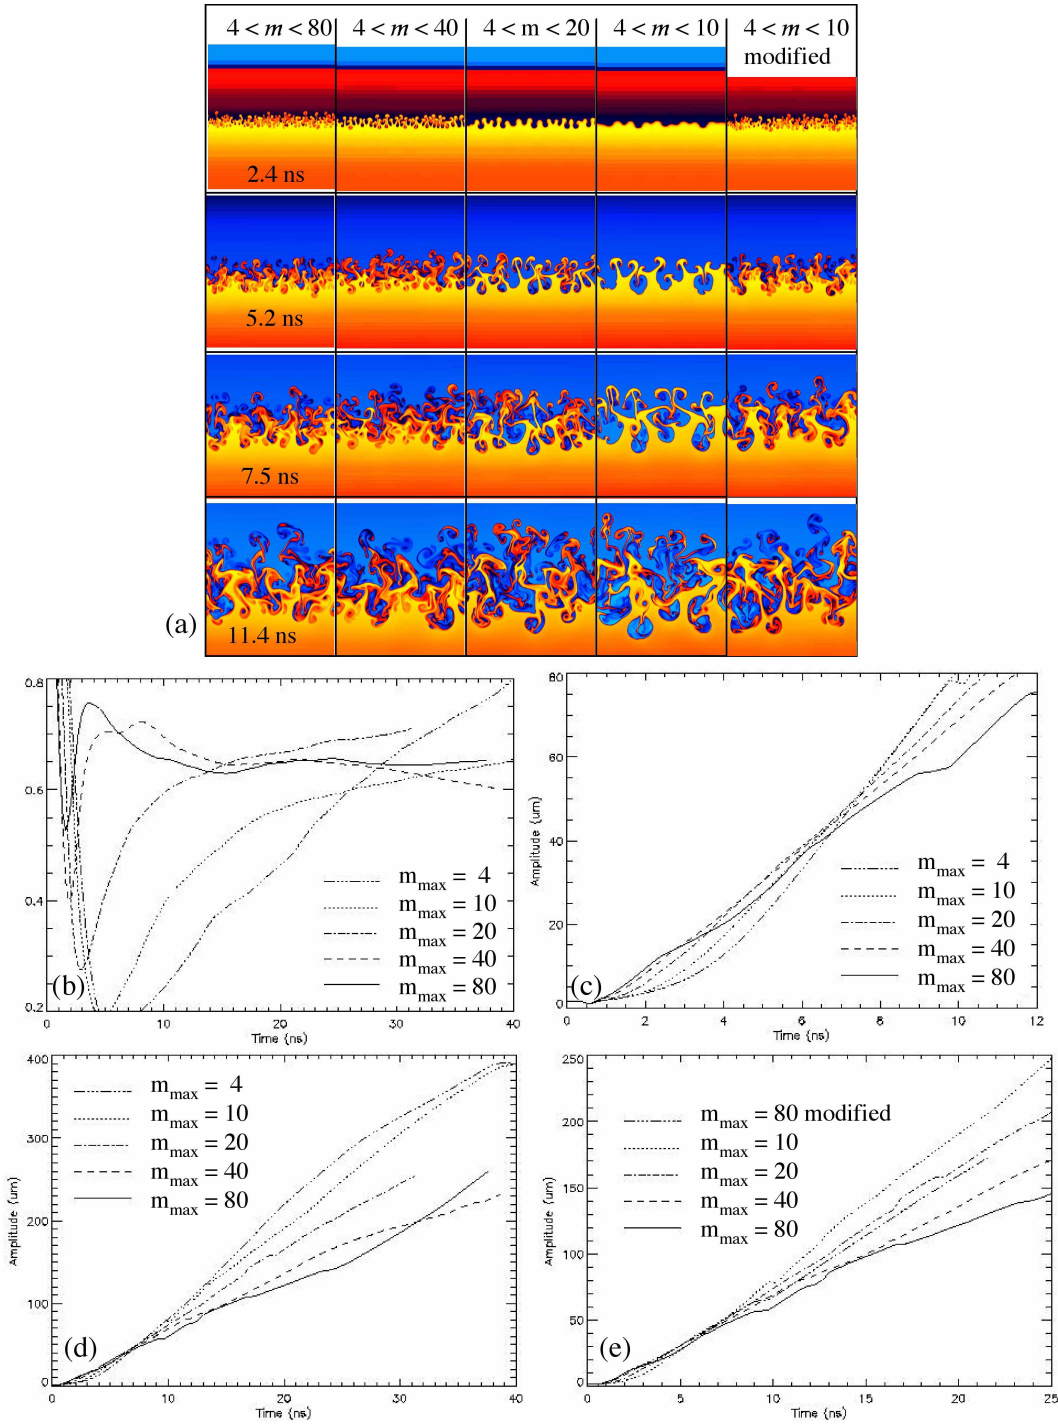 4 < m < 80 4 < m < 40 4 < m < 20 4 < m < 10 4 < m < 10
modified
2.4 ns
5.2 ns
7.5 ns
(a)
11.4 ns
0.8
0.6
0.4
0.2
0 10 20 30 40
Time (ns)
(b)
m_max = 4
m_max = 10
m_max = 20
m_max = 40
m_max = 80
Amplitude (um)
80
60
40
20
0
0 2 4 6 8 10 12
Time (ns)
(c)
m_max = 4
m_max = 10
m_max = 20
m_max = 40
m_max = 80
Amplitude (um)
400
300
200
100
0
0 10 20 30 40
Time (ns)
(d)
m_max = 4
m_max = 10
m_max = 20
m_max = 40
m_max = 80
Amplitude (um)
250
200
150
100
50
0
0 5 10 15 20 25
Time (ns)
(e)
m_max = 80 modified
m_max = 10
m_max = 20
m_max = 40
m_max = 80